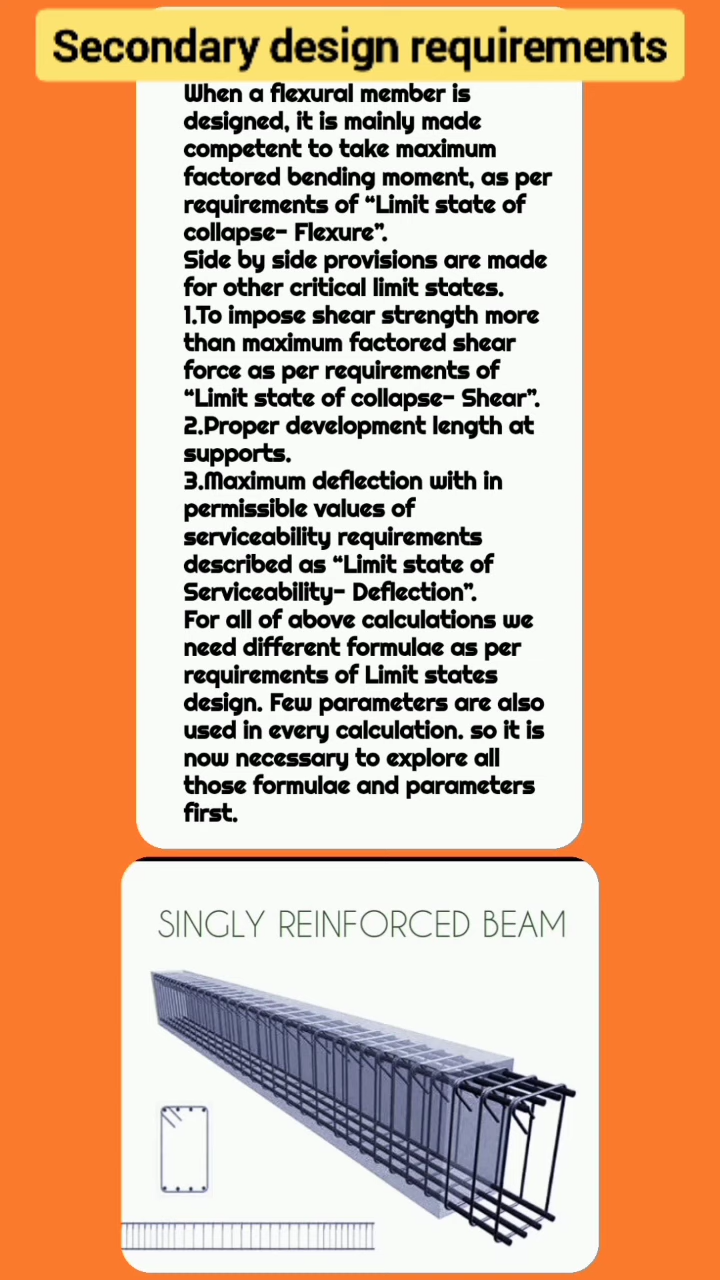 Secondary design requirements
When a flexural member is
designed, it is mainly made
competent to take maximum
factored bending moment, as per
requirements of “Limit state of
collapse- Flexure”.
Side by side provisions are made
for other critical limit states.
1.To impose shear strength more
than maximum factored shear
force as per requirements of
“Limit state of collapse- Shear”.
2.Proper development length at
supports.
3.Maximum deflection with in
permissible values of
serviceability requirements
described as “Limit state of
Serviceability- Deflection”.
For all of above calculations we
need different formulae as per
requirements of Limit states
design. Few parameters are also
used in every calculation. so it is
now necessary to explore all
those formulae and parameters
first.
SINGLY REINFORCED BEAM